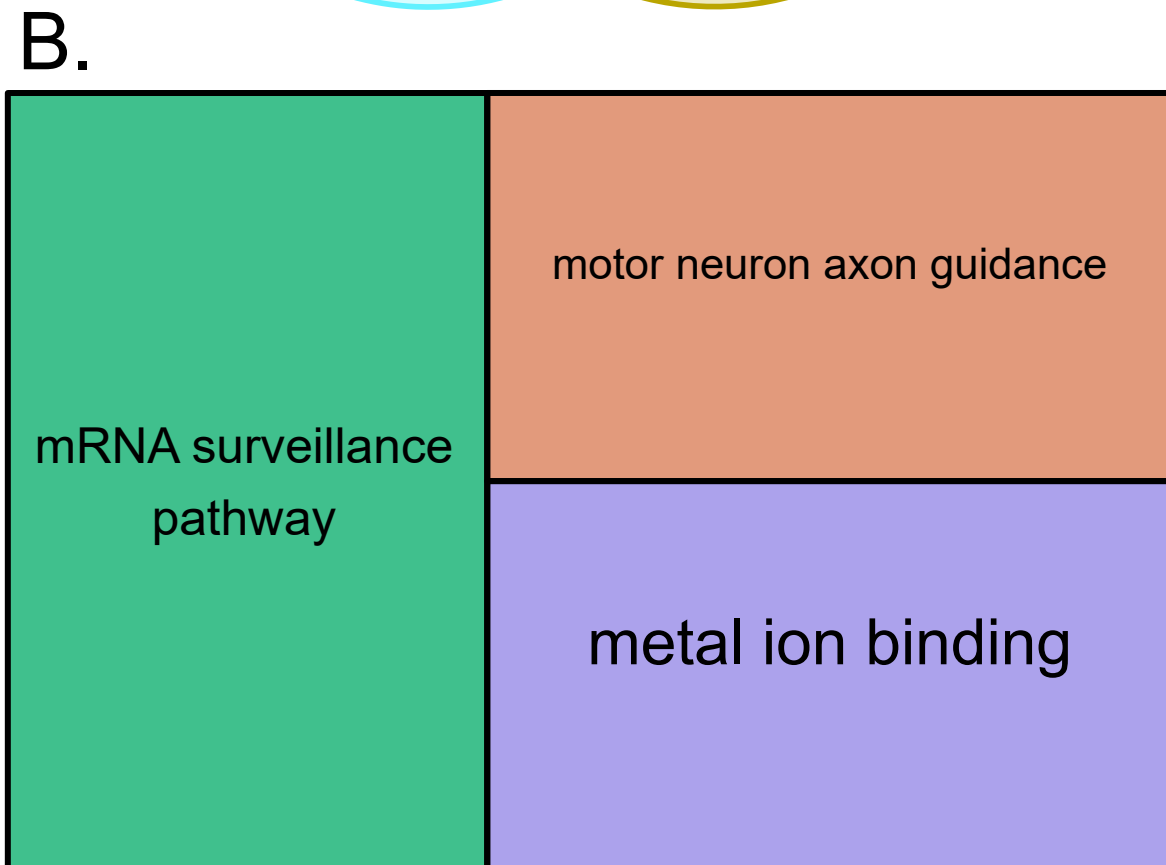 B.
motor neuron axon guidance
mRNA surveillance
pathway
metal ion binding